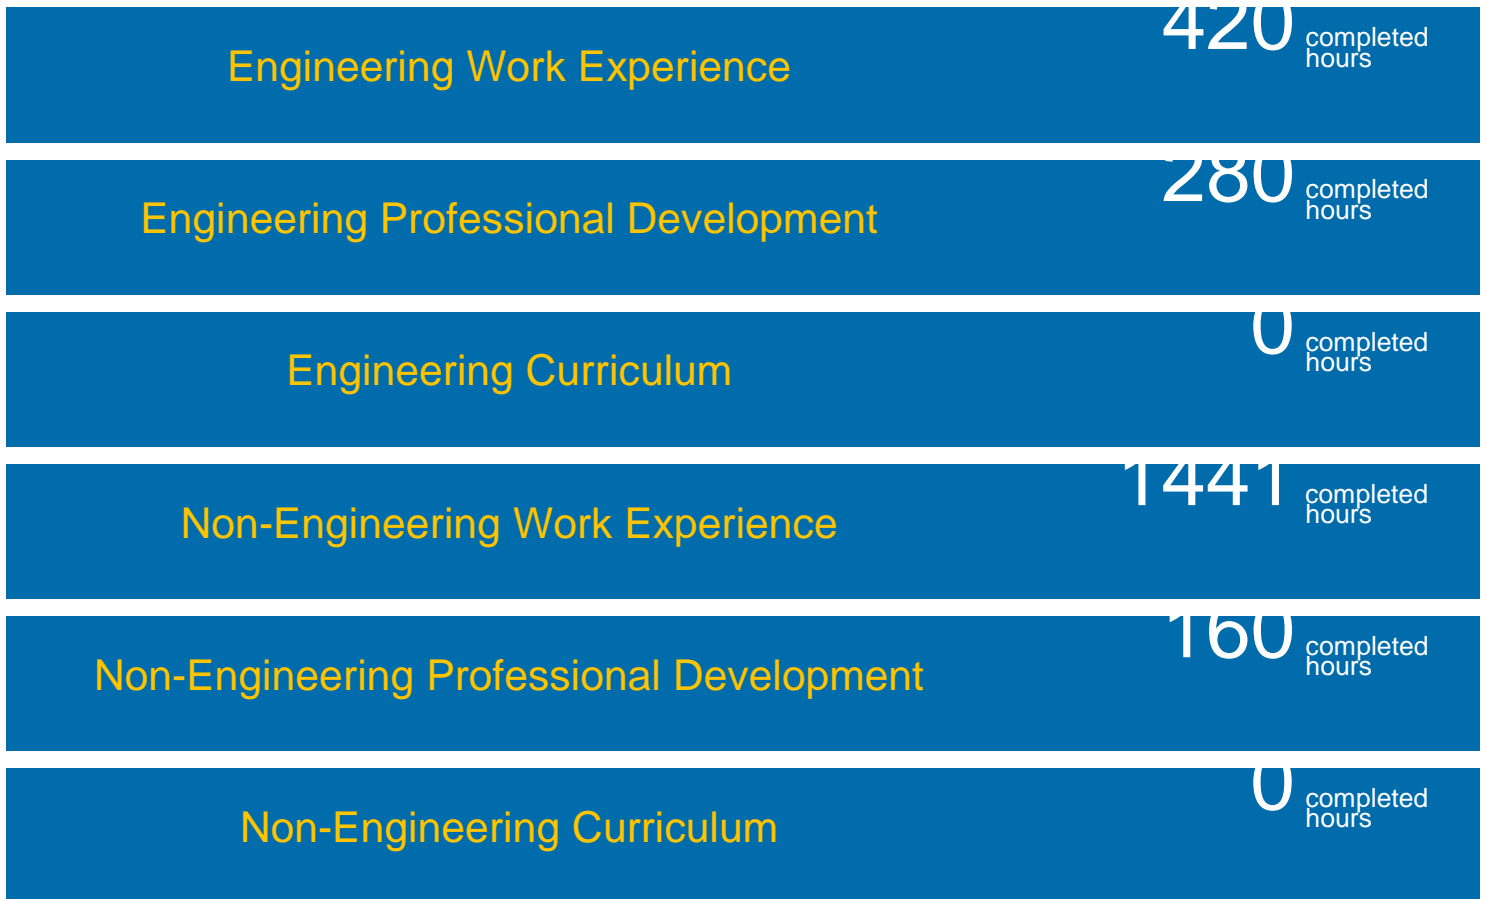 Engineering Work Experience
420 completed
hours
Engineering Professional Development
280 completed
hours
Engineering Curriculum
0 completed
hours
Non-Engineering Work Experience
1441 completed
hours
Non-Engineering Professional Development
160 completed
hours
Non-Engineering Curriculum
0 completed
hours